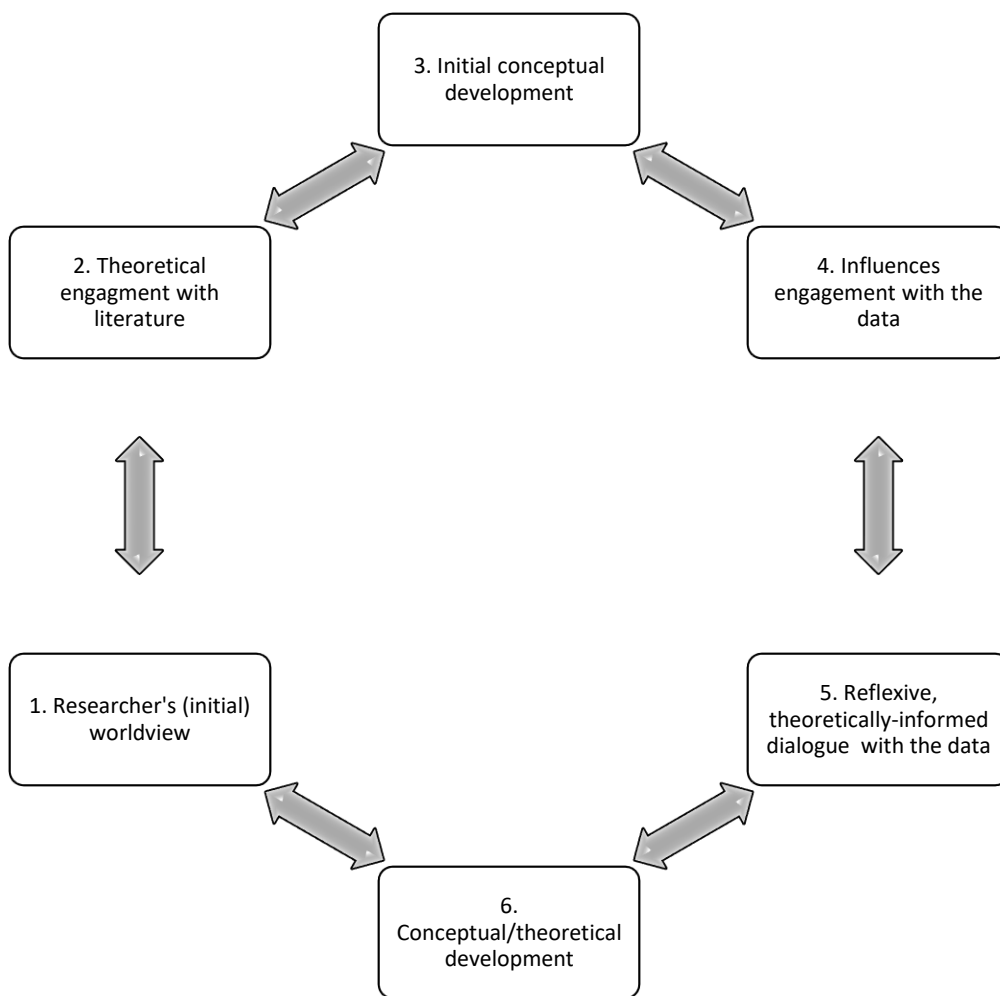 3. Initial conceptual
development
2. Theoretical
engagment with
literature
4. Influences
engagement with the
data
1. Researcher's (initial)
worldview
5. Reflexive,
theoretically-informed
dialogue  with the data
6.
Conceptual/theoretical
development